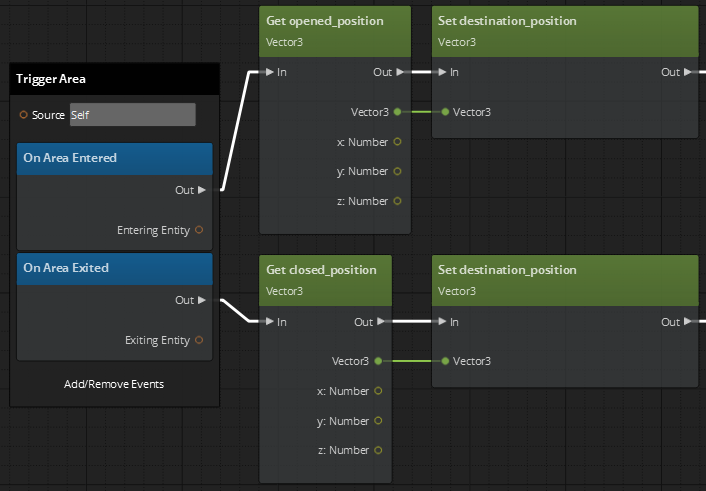 Trigger Area
Source Self
On Area Entered
Out
Entering Entity
On Area Exited
Out
Exiting Entity
Add/Remove Events
Get opened_position
Vector3
In Out
Vector3
x: Number
y: Number
z: Number
Set destination_position
Vector3
In Out
Vector3
Get closed_position
Vector3
In Out
Vector3
x: Number
y: Number
z: Number
Set destination_position
Vector3
In Out
Vector3